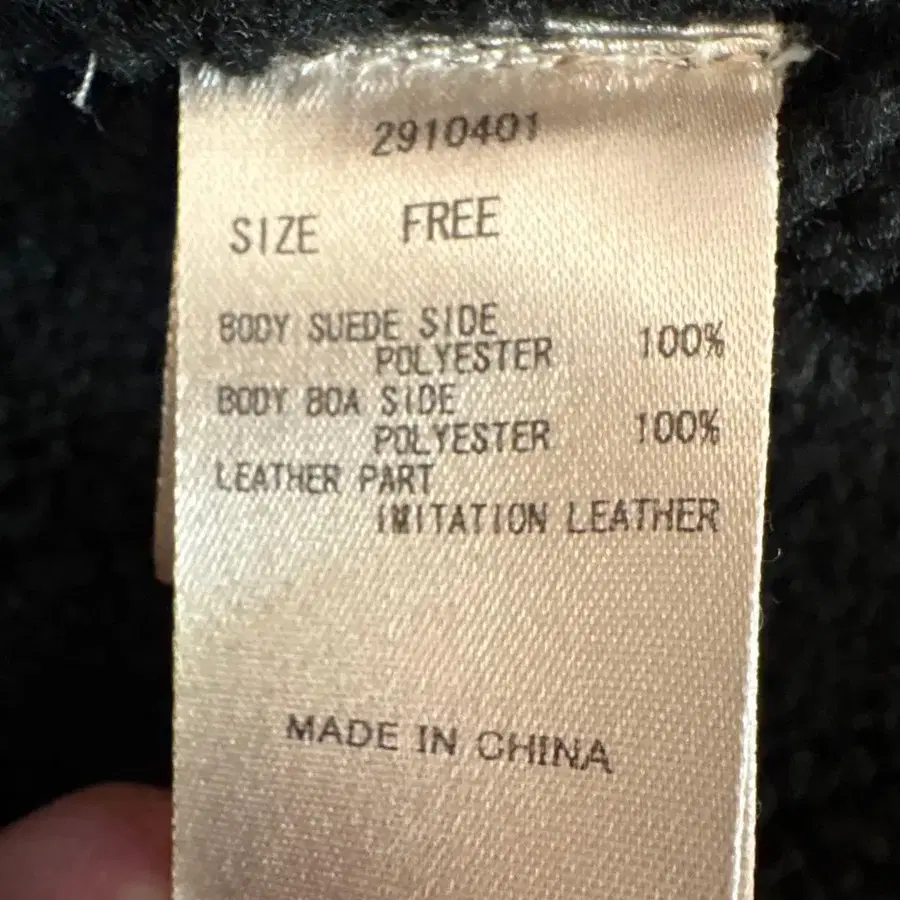 2910401
SIZE FREE
BODY SUEDE SIDE
POLYESTER 100%
BODY BOA SIDE
POLYESTER 100%
LEATHER PART
IMITATION LEATHER
MADE IN CHINA